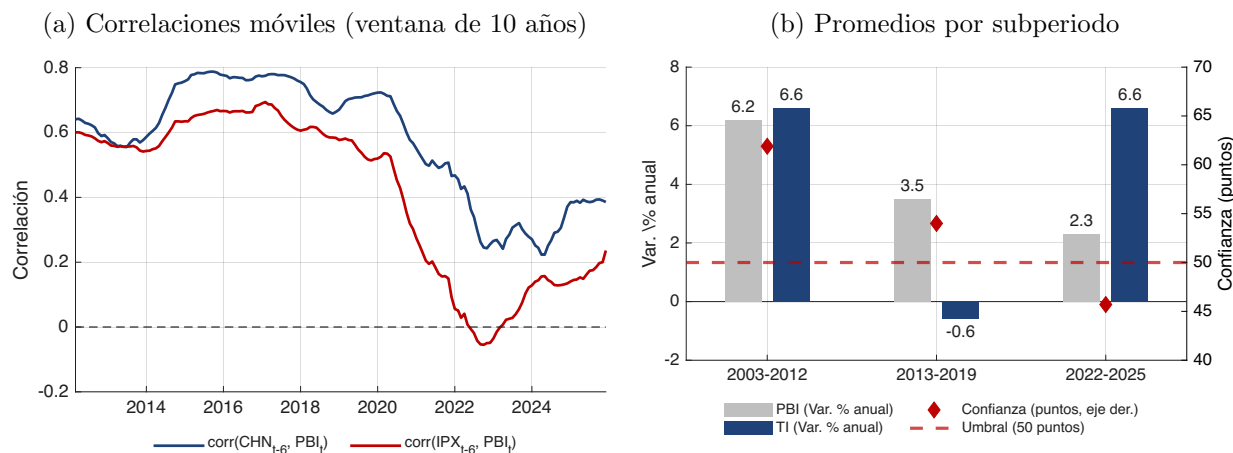 (a) Correlaciones móviles (ventana de 10 años)
0.8
0.6
0.4
0.2
0
-0.2
Correlación
2014 2016 2018 2020 2022 2024
corr(CHN_{t-6}, PBI_t) corr(IPX_{t-6}, PBI_t)
(b) Promedios por subperiodo
8
6
4
2
0
-2
Var. \% anual
6.2 6.6
3.5 -0.6
2.3 6.6
70
65
60
55
50
45
40
Confianza (puntos)
2003-2012 2013-2019 2022-2025
PBI (Var. % anual) Confianza (puntos, eje der.)
TI (Var. % anual) Umbral (50 puntos)